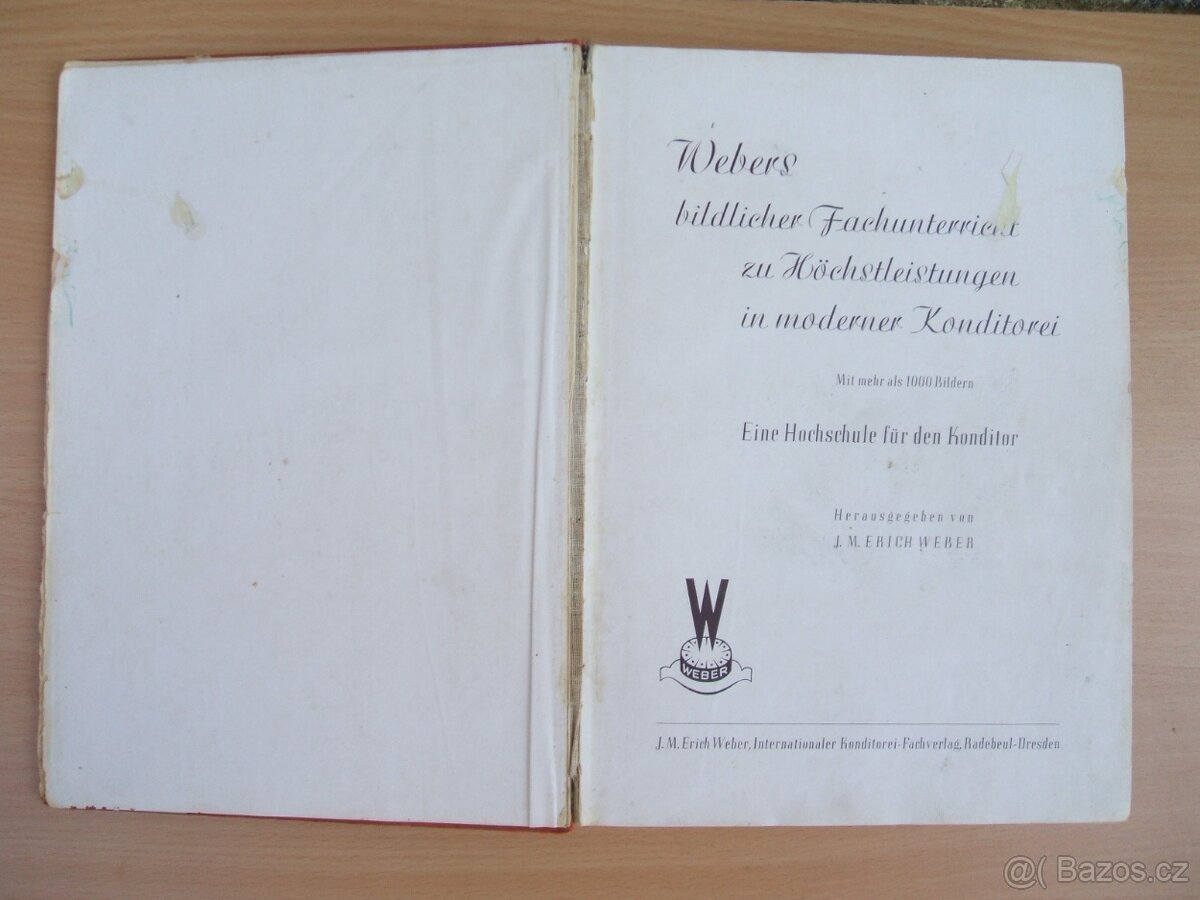 Webers
bildlicher Fachunterricht
zu Höchstleistungen
in moderner Konditorei
Mit mehr als 1000 Bildern
Eine Hochschule für den Konditor
Herausgegeben von
J. M. ERICH WEBER
W
WEBER
J. M. Erich Weber, Internationaler Konditorei-Fachverlag, Radebeul-Dresden
@( Bazos.cz